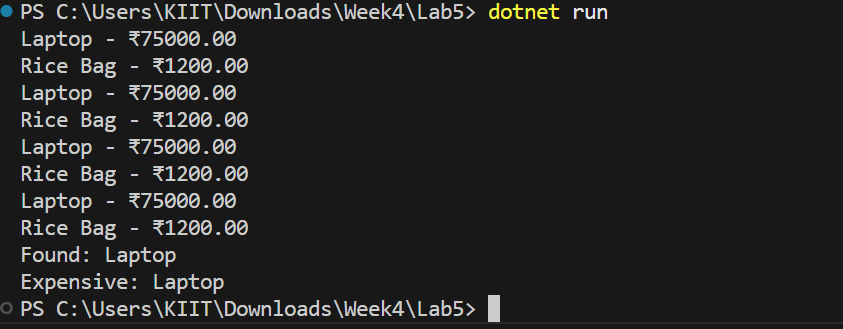 PS C:\Users\KIIT\Downloads\Week4\Lab5> dotnet run
Laptop - ₹75000.00
Rice Bag - ₹1200.00
Laptop - ₹75000.00
Rice Bag - ₹1200.00
Laptop - ₹75000.00
Rice Bag - ₹1200.00
Laptop - ₹75000.00
Rice Bag - ₹1200.00
Found: Laptop
Expensive: Laptop
PS C:\Users\KIIT\Downloads\Week4\Lab5>